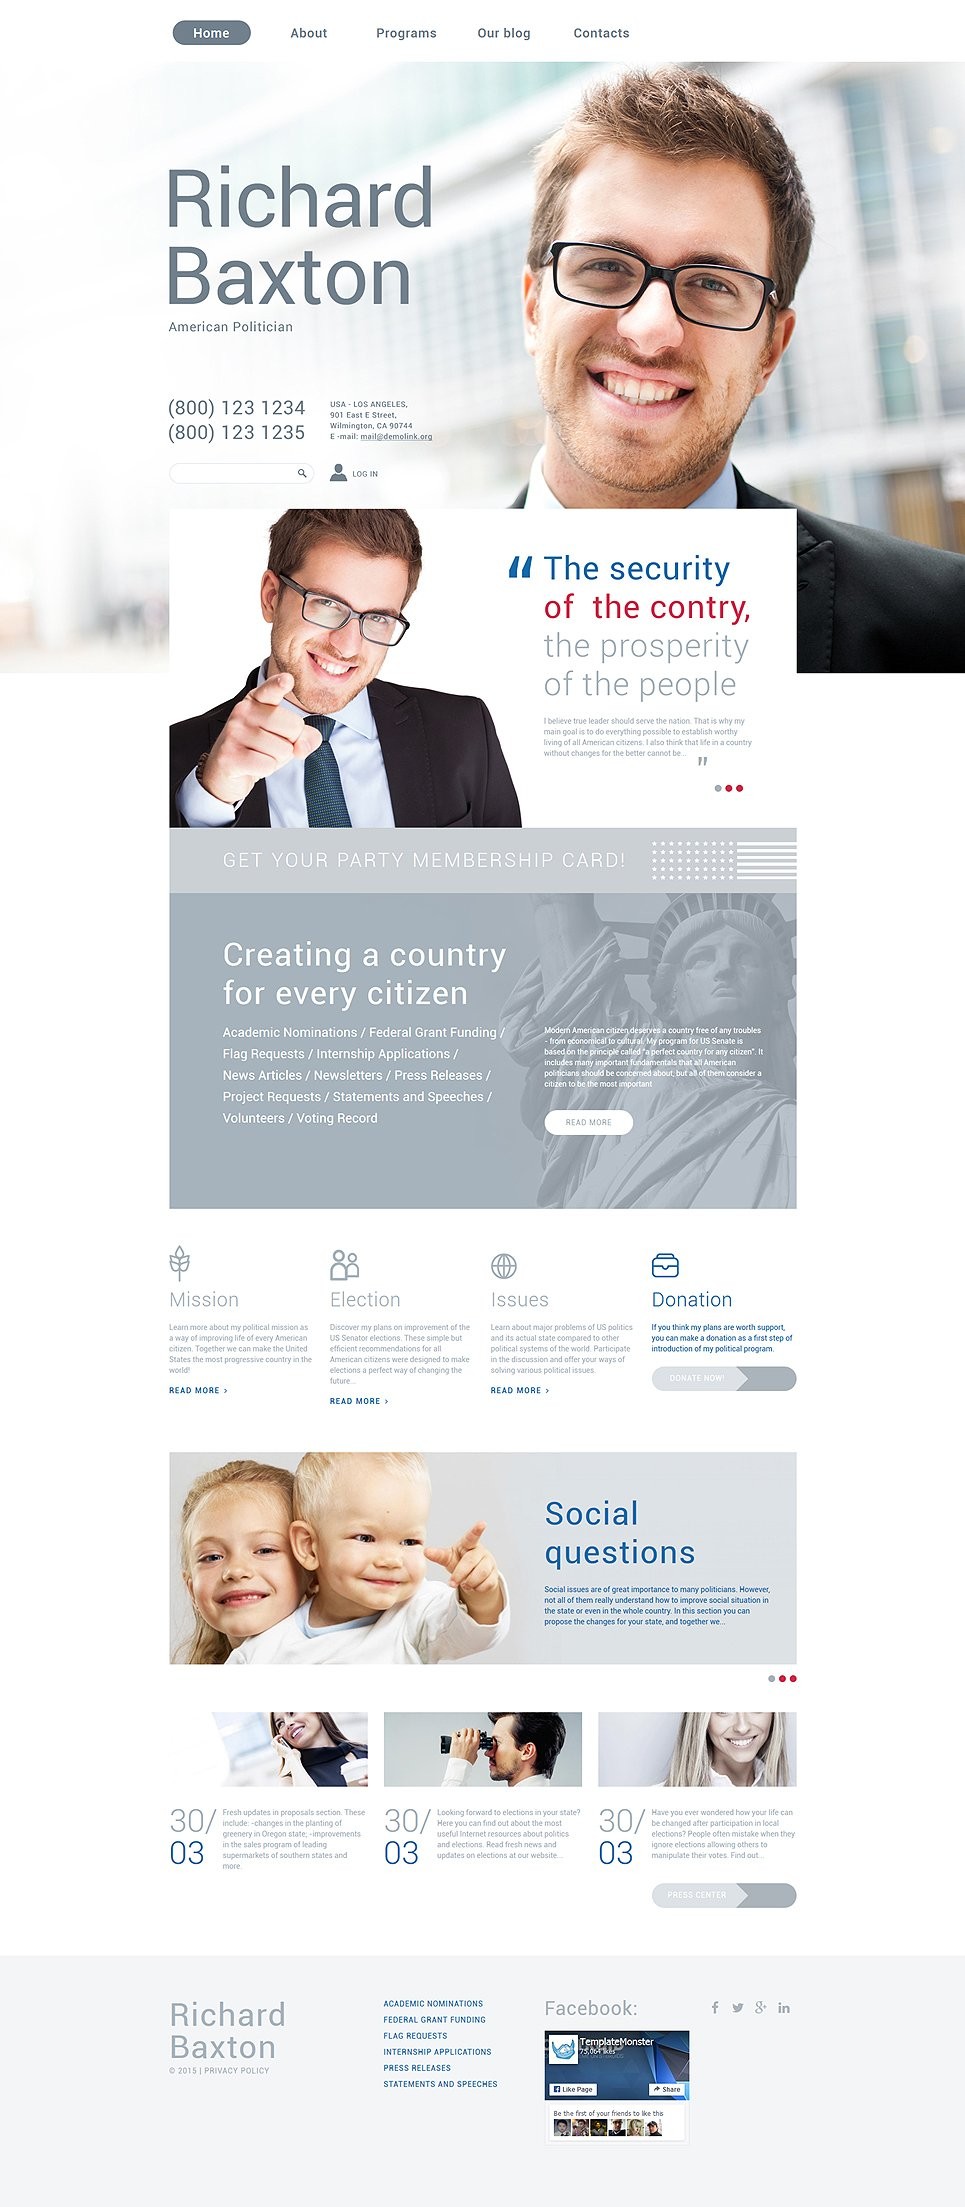 Home About Programs Our blog Contacts
Richard
Baxton
American Politician
(800) 123 1234
(800) 123 1235
USA - LOS ANGELES,
901 East E Street,
Wilmington, CA 90744
E -mail: mail@demolink.org
LOG IN
“ The security
of the contry,
the prosperity
of the people
I believe true leader should serve the nation. That is why my
main goal is to do everything possible to establish worthy
living of all American citizens. I also think that life in a country
without changes for the better cannot be... ”
GET YOUR PARTY MEMBERSHIP CARD!
Creating a country
for every citizen
Academic Nominations / Federal Grant Funding /
Flag Requests / Internship Applications /
News Articles / Newsletters / Press Releases /
Project Requests / Statements and Speeches /
Volunteers / Voting Record
Modern American citizen deserves a country free of any troubles
- from economical to cultural. My program for US Senate is
based on the principle called "a perfect country for any citizen". It
includes many important fundamentals that all American
politicians should be concerned about, but all of them consider a
citizen to be the most important
READ MORE
Mission
Learn more about my political mission as
a way of improving life of every American
citizen. Together we can make the United
States the most progressive country in the
world!
READ MORE >
Election
Discover my plans on improvement of the
US Senator elections. These simple but
efficient recommendations for all
American citizens were designed to make
elections a perfect way of changing the
future...
READ MORE >
Issues
Learn about major problems of US politics
and its actual state compared to other
political systems of the world. Participate
in the discussion and offer your ways of
solving various political issues.
READ MORE >
Donation
If you think my plans are worth support,
you can make a donation as a first step of
introduction of my political program.
DONATE NOW!
Social
questions
Social issues are of great importance to many politicians. However,
not all of them really understand how to improve social situation in
the state or even in the whole country. In this section you can
propose the changes for your state, and together we...
30/
03
Fresh updates in proposals section. These
include: -changes in the planting of
greenery in Oregon state; -improvements
in the sales program of leading
supermarkets of southern states and
more.
30/
03
Looking forward to elections in your state?
Here you can find out about the most
useful Internet resources about politics
and elections. Read fresh news and
updates on elections at our website...
30/
03
Have you ever wondered how your life can
be changed after participation in local
elections? People often mistake when they
ignore elections allowing others to
manipulate their votes. Find out...
PRESS CENTER
Richard
Baxton
© 2015 | PRIVACY POLICY
ACADEMIC NOMINATIONS
FEDERAL GRANT FUNDING
FLAG REQUESTS
INTERNSHIP APPLICATIONS
PRESS RELEASES
STATEMENTS AND SPEECHES
Facebook:
TemplateMonster
75,064 likes
Like Page
Share
Be the first of your friends to like this